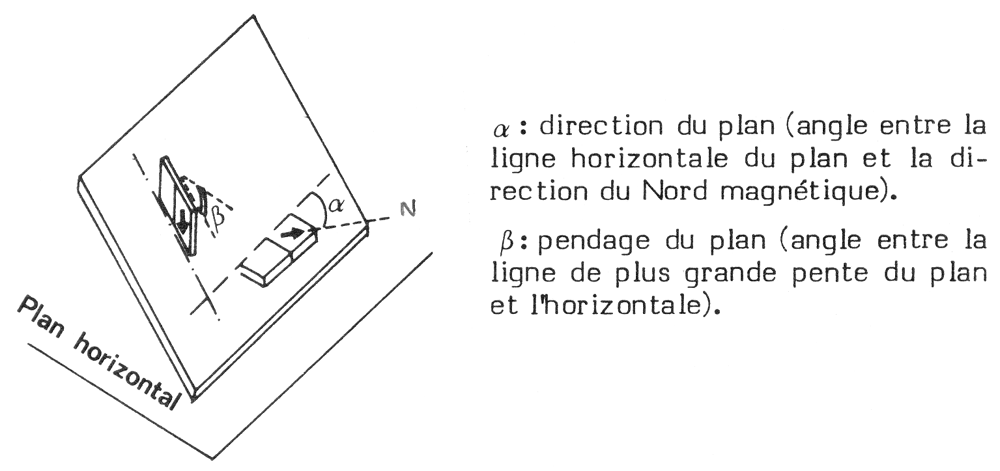 α : direction du plan (angle entre la
ligne horizontale du plan et la di-
rection du Nord magnétique).
β : pendage du plan (angle entre la
ligne de plus grande pente du plan
et l'horizontale).
α
N
β
Plan horizontal